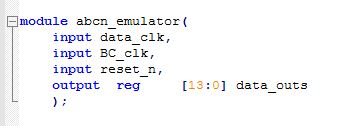 module abcn_emulator(
input data_clk,
input BC_clk,
input reset_n,
output reg [13:0] data_outs
);